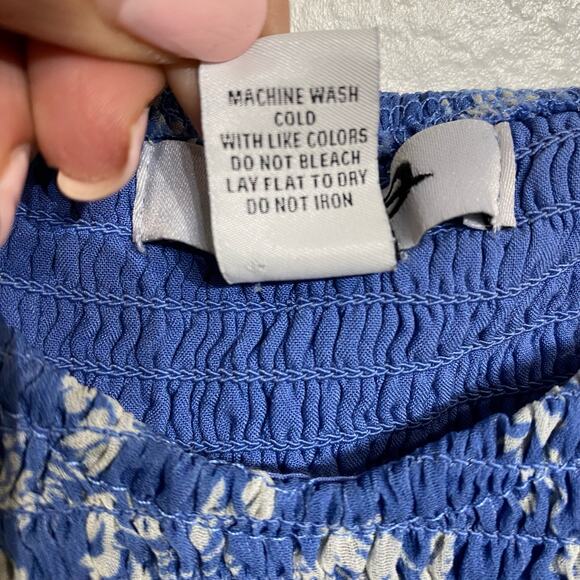 MACHINE WASH
COLD
WITH LIKE COLORS
DO NOT BLEACH
LAY FLAT TO DRY
DO NOT IRON